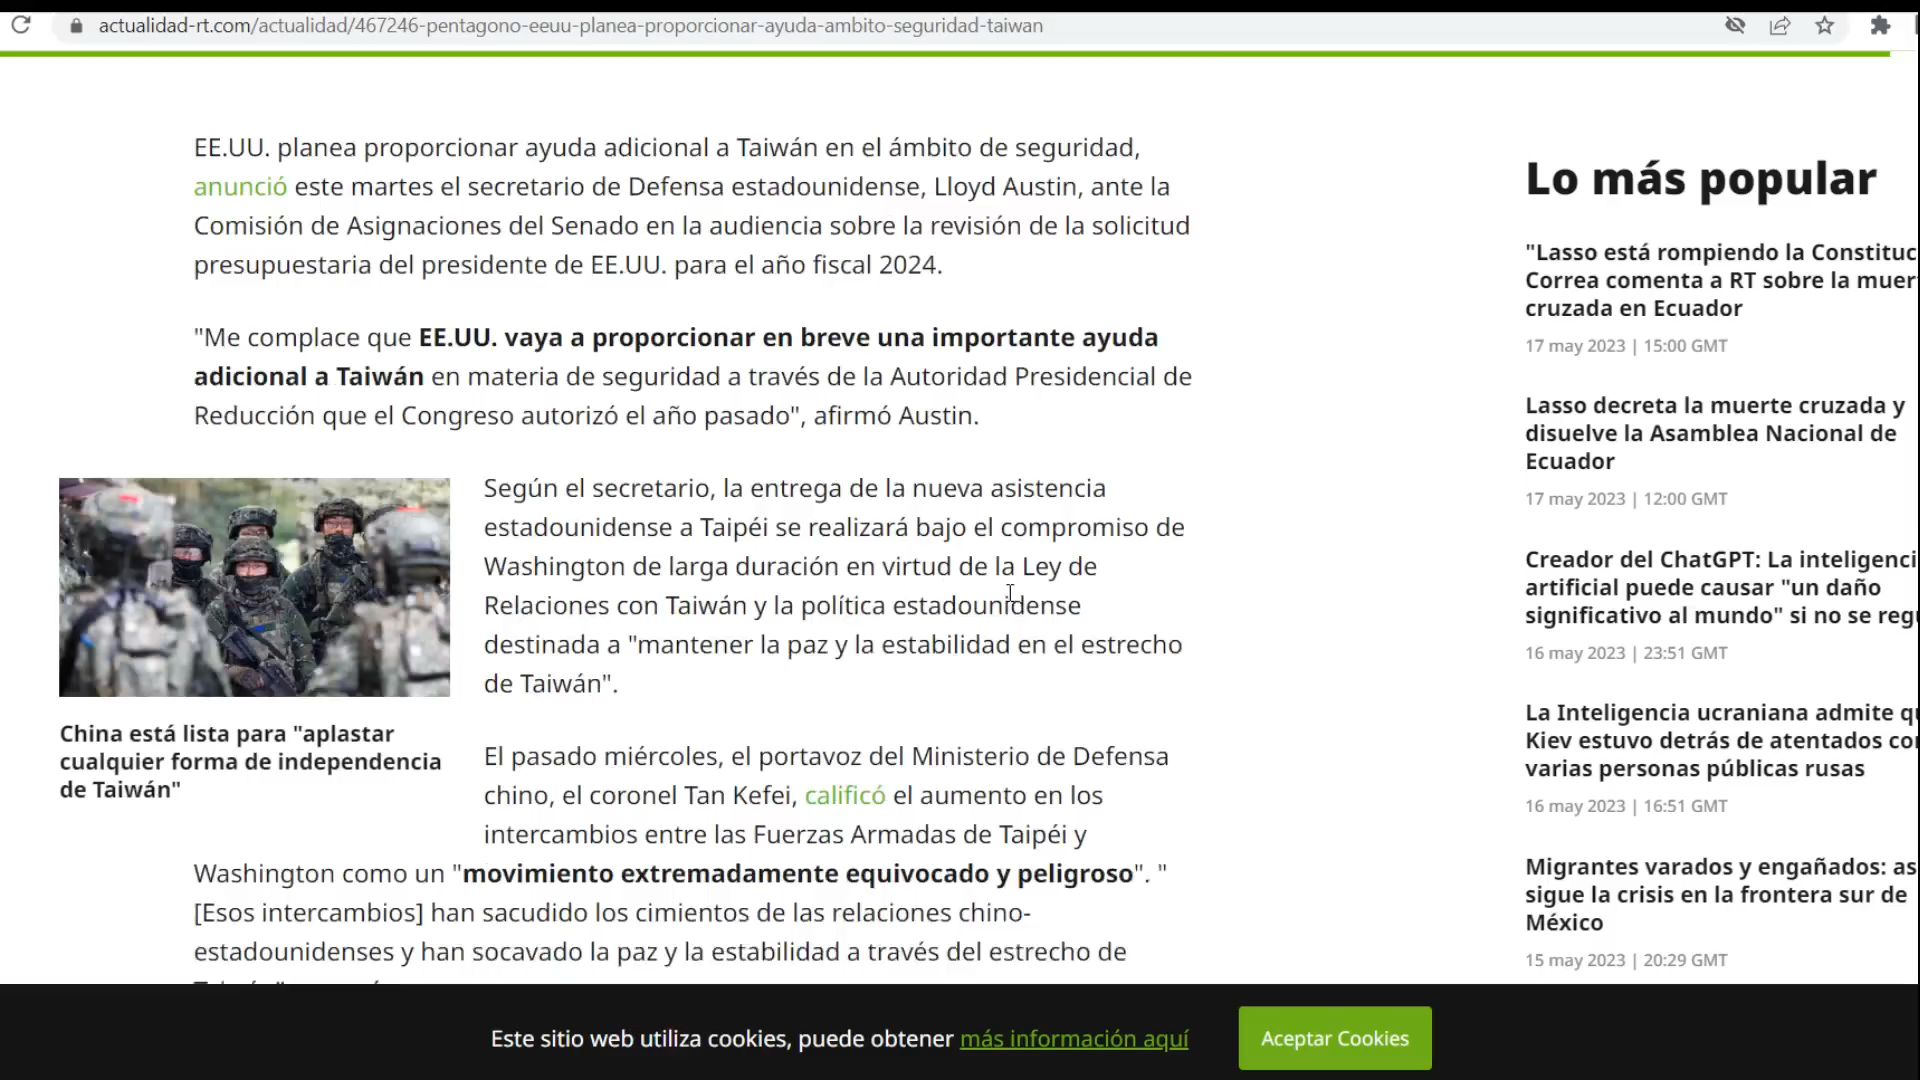 actualidad-rt.com/actualidad/467246-pentagono-eeuu-planea-proporcionar-ayuda-ambito-seguridad-taiwan
EE.UU. planea proporcionar ayuda adicional a Taiwán en el ámbito de seguridad,
anunció este martes el secretario de Defensa estadounidense, Lloyd Austin, ante la
Comisión de Asignaciones del Senado en la audiencia sobre la revisión de la solicitud
presupuestaria del presidente de EE.UU. para el año fiscal 2024.
"Me complace que EE.UU. vaya a proporcionar en breve una importante ayuda
adicional a Taiwán en materia de seguridad a través de la Autoridad Presidencial de
Reducción que el Congreso autorizó el año pasado", afirmó Austin.
Según el secretario, la entrega de la nueva asistencia
estadounidense a Taipéi se realizará bajo el compromiso de
Washington de larga duración en virtud de la Ley de
Relaciones con Taiwán y la política estadounidense
destinada a "mantener la paz y la estabilidad en el estrecho
de Taiwán".
China está lista para "aplastar
cualquier forma de independencia
de Taiwán"
El pasado miércoles, el portavoz del Ministerio de Defensa
chino, el coronel Tan Kefei, calificó el aumento en los
intercambios entre las Fuerzas Armadas de Taipéi y
Washington como un "movimiento extremadamente equivocado y peligroso". "
[Esos intercambios] han sacudido los cimientos de las relaciones chino-
estadounidenses y han socavado la paz y la estabilidad a través del estrecho de
Lo más popular
"Lasso está rompiendo la Constituc
Correa comenta a RT sobre la muer
cruzada en Ecuador
17 may 2023 | 15:00 GMT
Lasso decreta la muerte cruzada y
disuelve la Asamblea Nacional de
Ecuador
17 may 2023 | 12:00 GMT
Creador del ChatGPT: La inteligenci
artificial puede causar "un daño
significativo al mundo" si no se reg
16 may 2023 | 23:51 GMT
La Inteligencia ucraniana admite q
Kiev estuvo detrás de atentados co
varias personas públicas rusas
16 may 2023 | 16:51 GMT
Migrantes varados y engañados: as
sigue la crisis en la frontera sur de
México
15 may 2023 | 20:29 GMT
Este sitio web utiliza cookies, puede obtener más información aquí
Aceptar Cookies